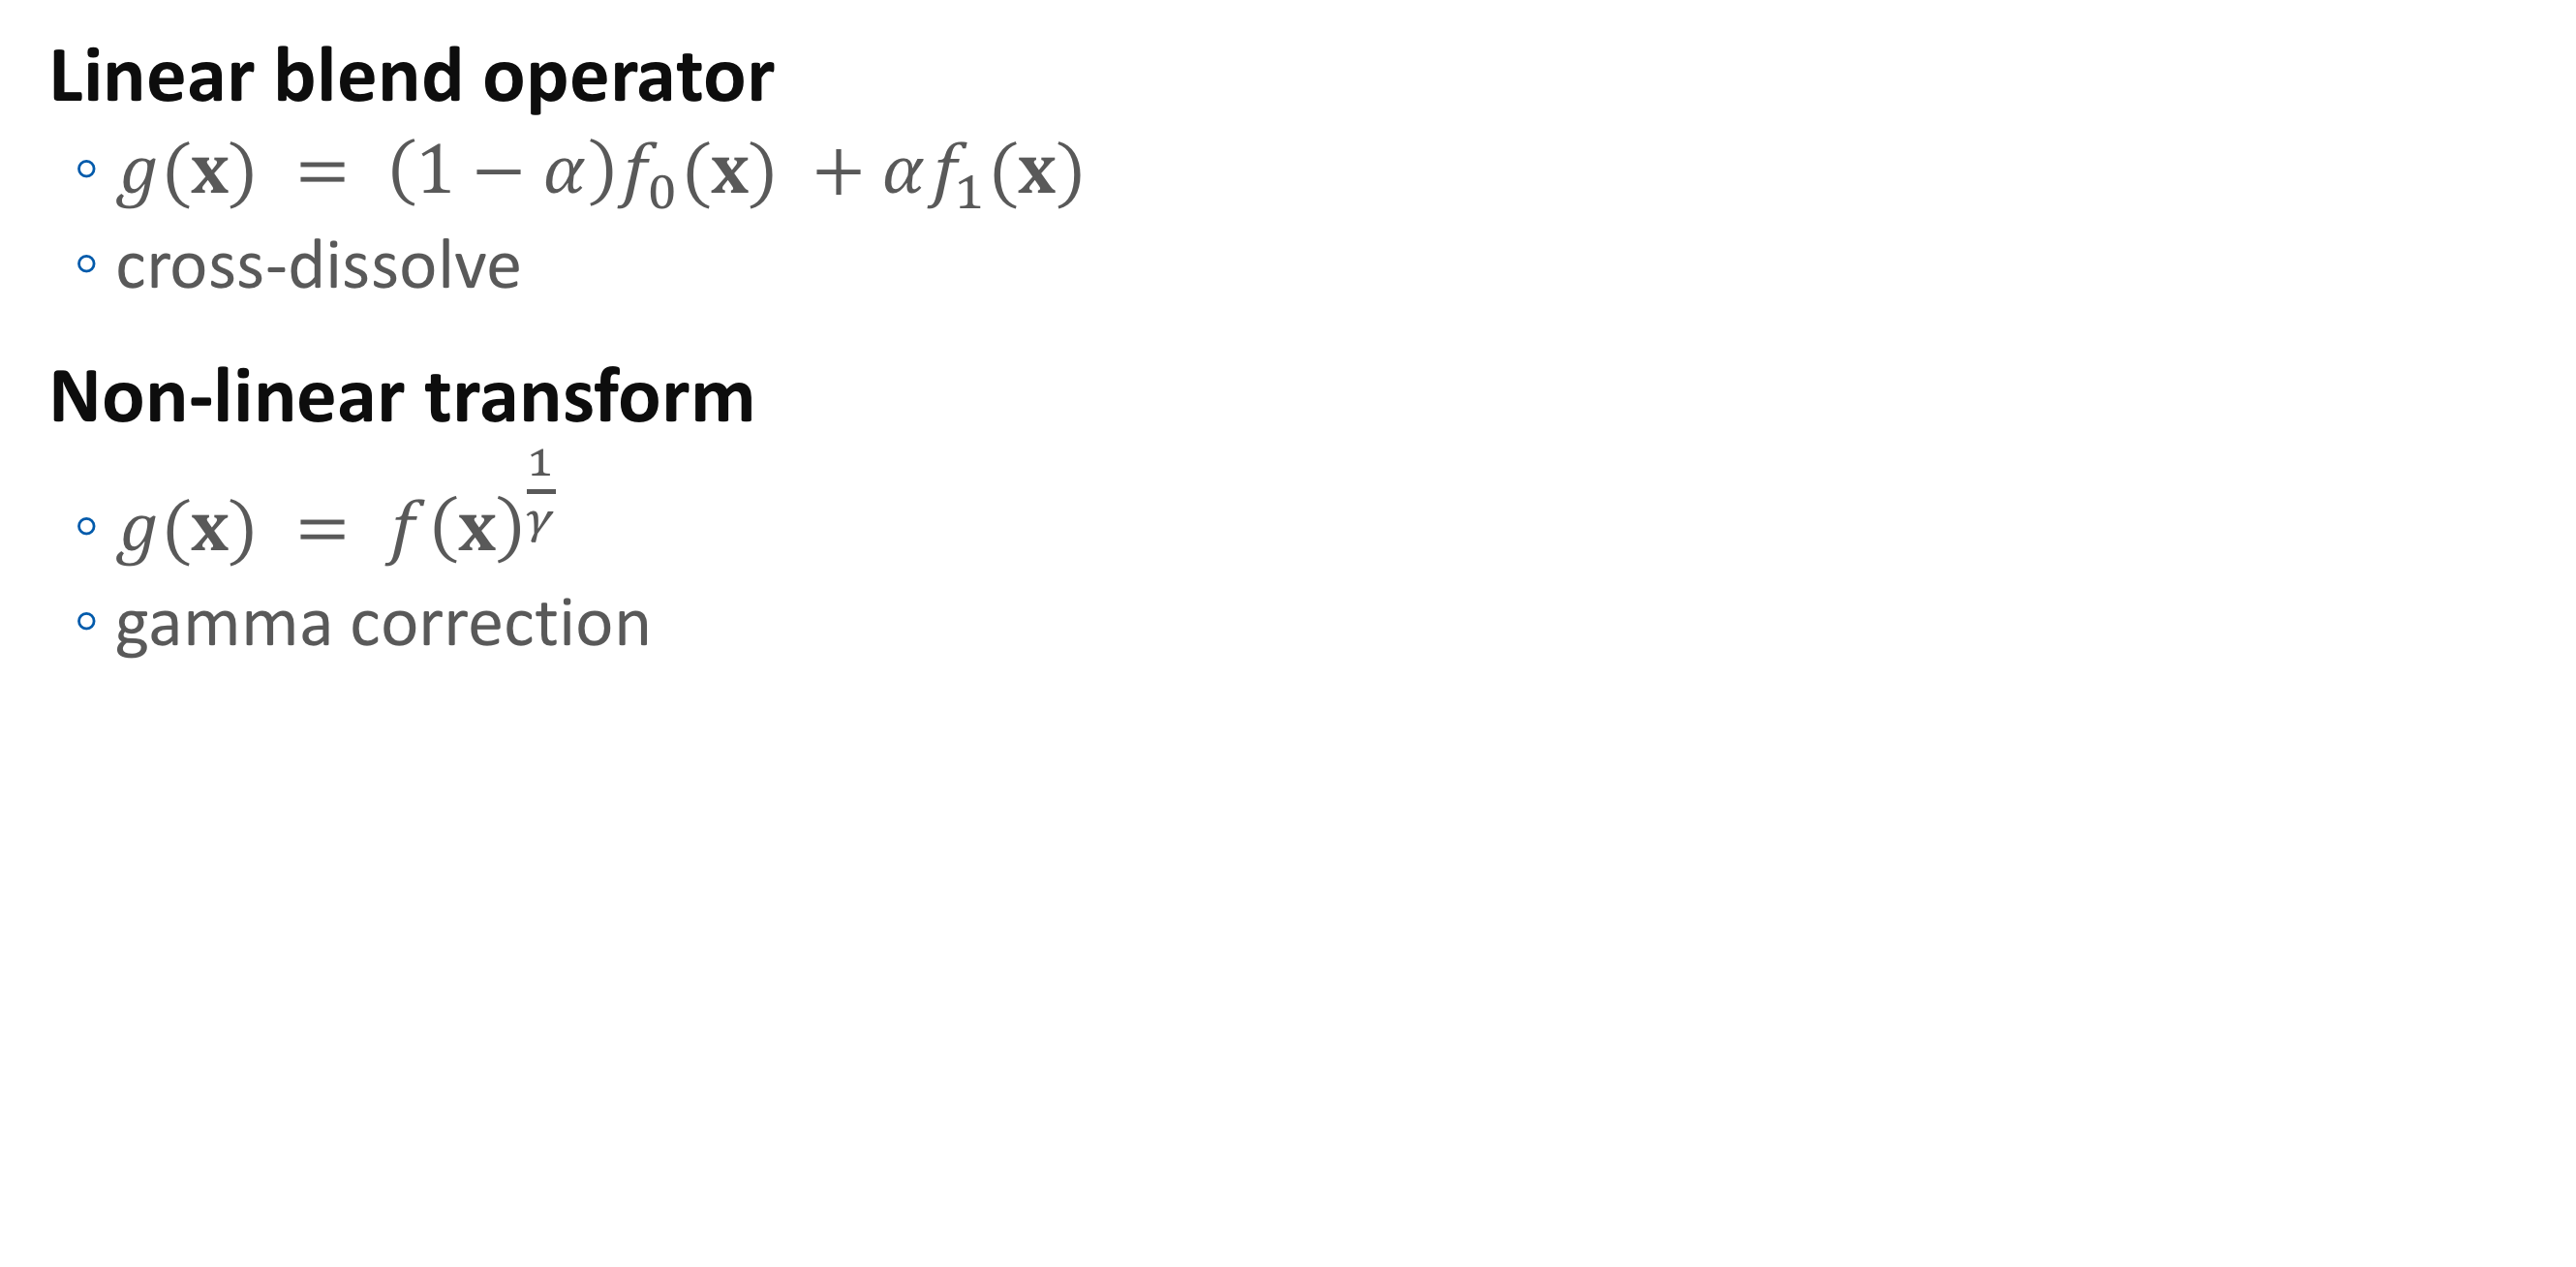 Linear blend operator
◦ g(𝐱) = (1 − α)f₀(𝐱) + αf₁(𝐱)
◦ cross-dissolve
Non-linear transform
◦ g(𝐱) = f(𝐱)^(1/γ)
◦ gamma correction